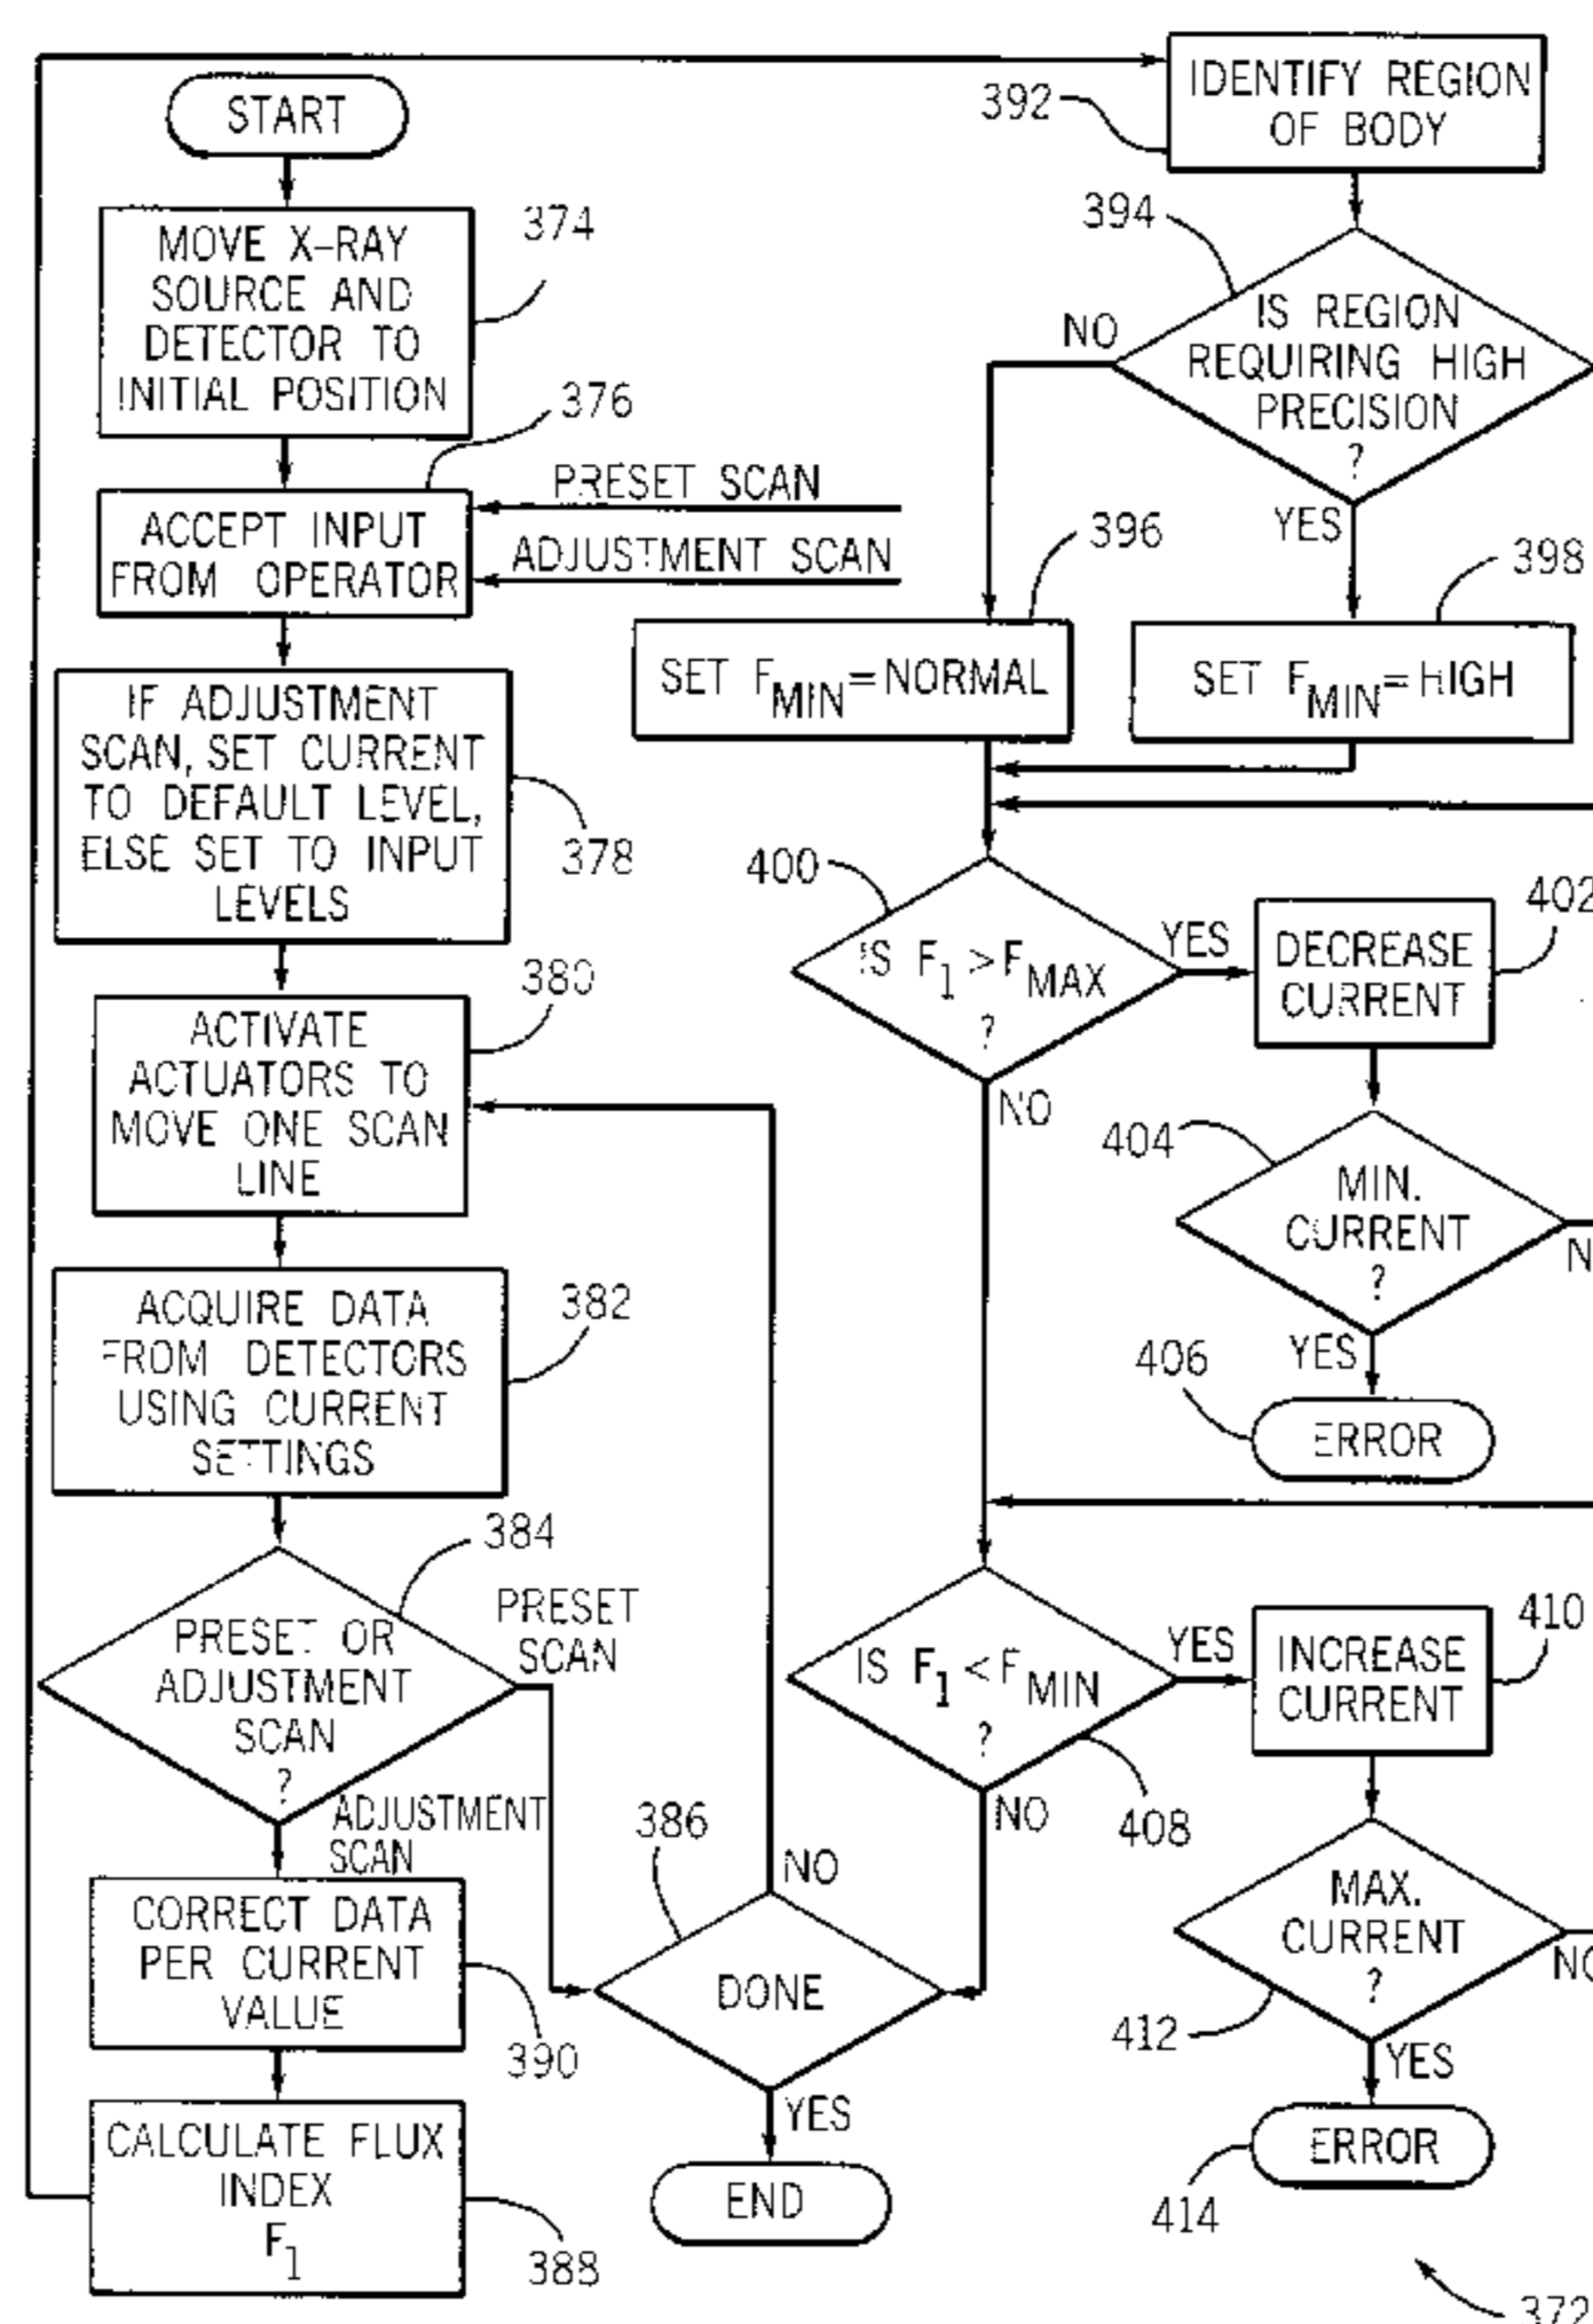 START
374
MOVE X-RAY
SOURCE AND
DETECTOR TO
INITIAL POSITION
376
PRESET SCAN
ADJUSTMENT SCAN
ACCEPT INPUT
FROM OPERATOR
IF ADJUSTMENT
SCAN, SET CURRENT
TO DEFAULT LEVEL,
ELSE SET TO INPUT
LEVELS
378
380
ACTIVATE
ACTUATORS TO
MOVE ONE SCAN
LINE
382
ACQUIRE DATA
FROM DETECTORS
USING CURRENT
SETTINGS
384
PRESET OR
ADJUSTMENT
SCAN
?
PRESET
SCAN
ADJUSTMENT
SCAN
CORRECT DATA
PER CURRENT
VALUE
390
CALCULATE FLUX
INDEX
F1
388
386
NO
DONE
YES
END
392
IDENTIFY REGION
OF BODY
394
NO
IS REGION
REQUIRING HIGH
PRECISION
?
YES
396
398
SET FMIN=NORMAL
SET FMIN=HIGH
400
IS F1 > FMAX
?
YES
NO
402
DECREASE
CURRENT
404
MIN.
CURRENT
?
N
YES
406
ERROR
IS F1 < FMIN
?
YES
NO
408
410
INCREASE
CURRENT
MAX.
CURRENT
?
NO
412
YES
ERROR
414
372